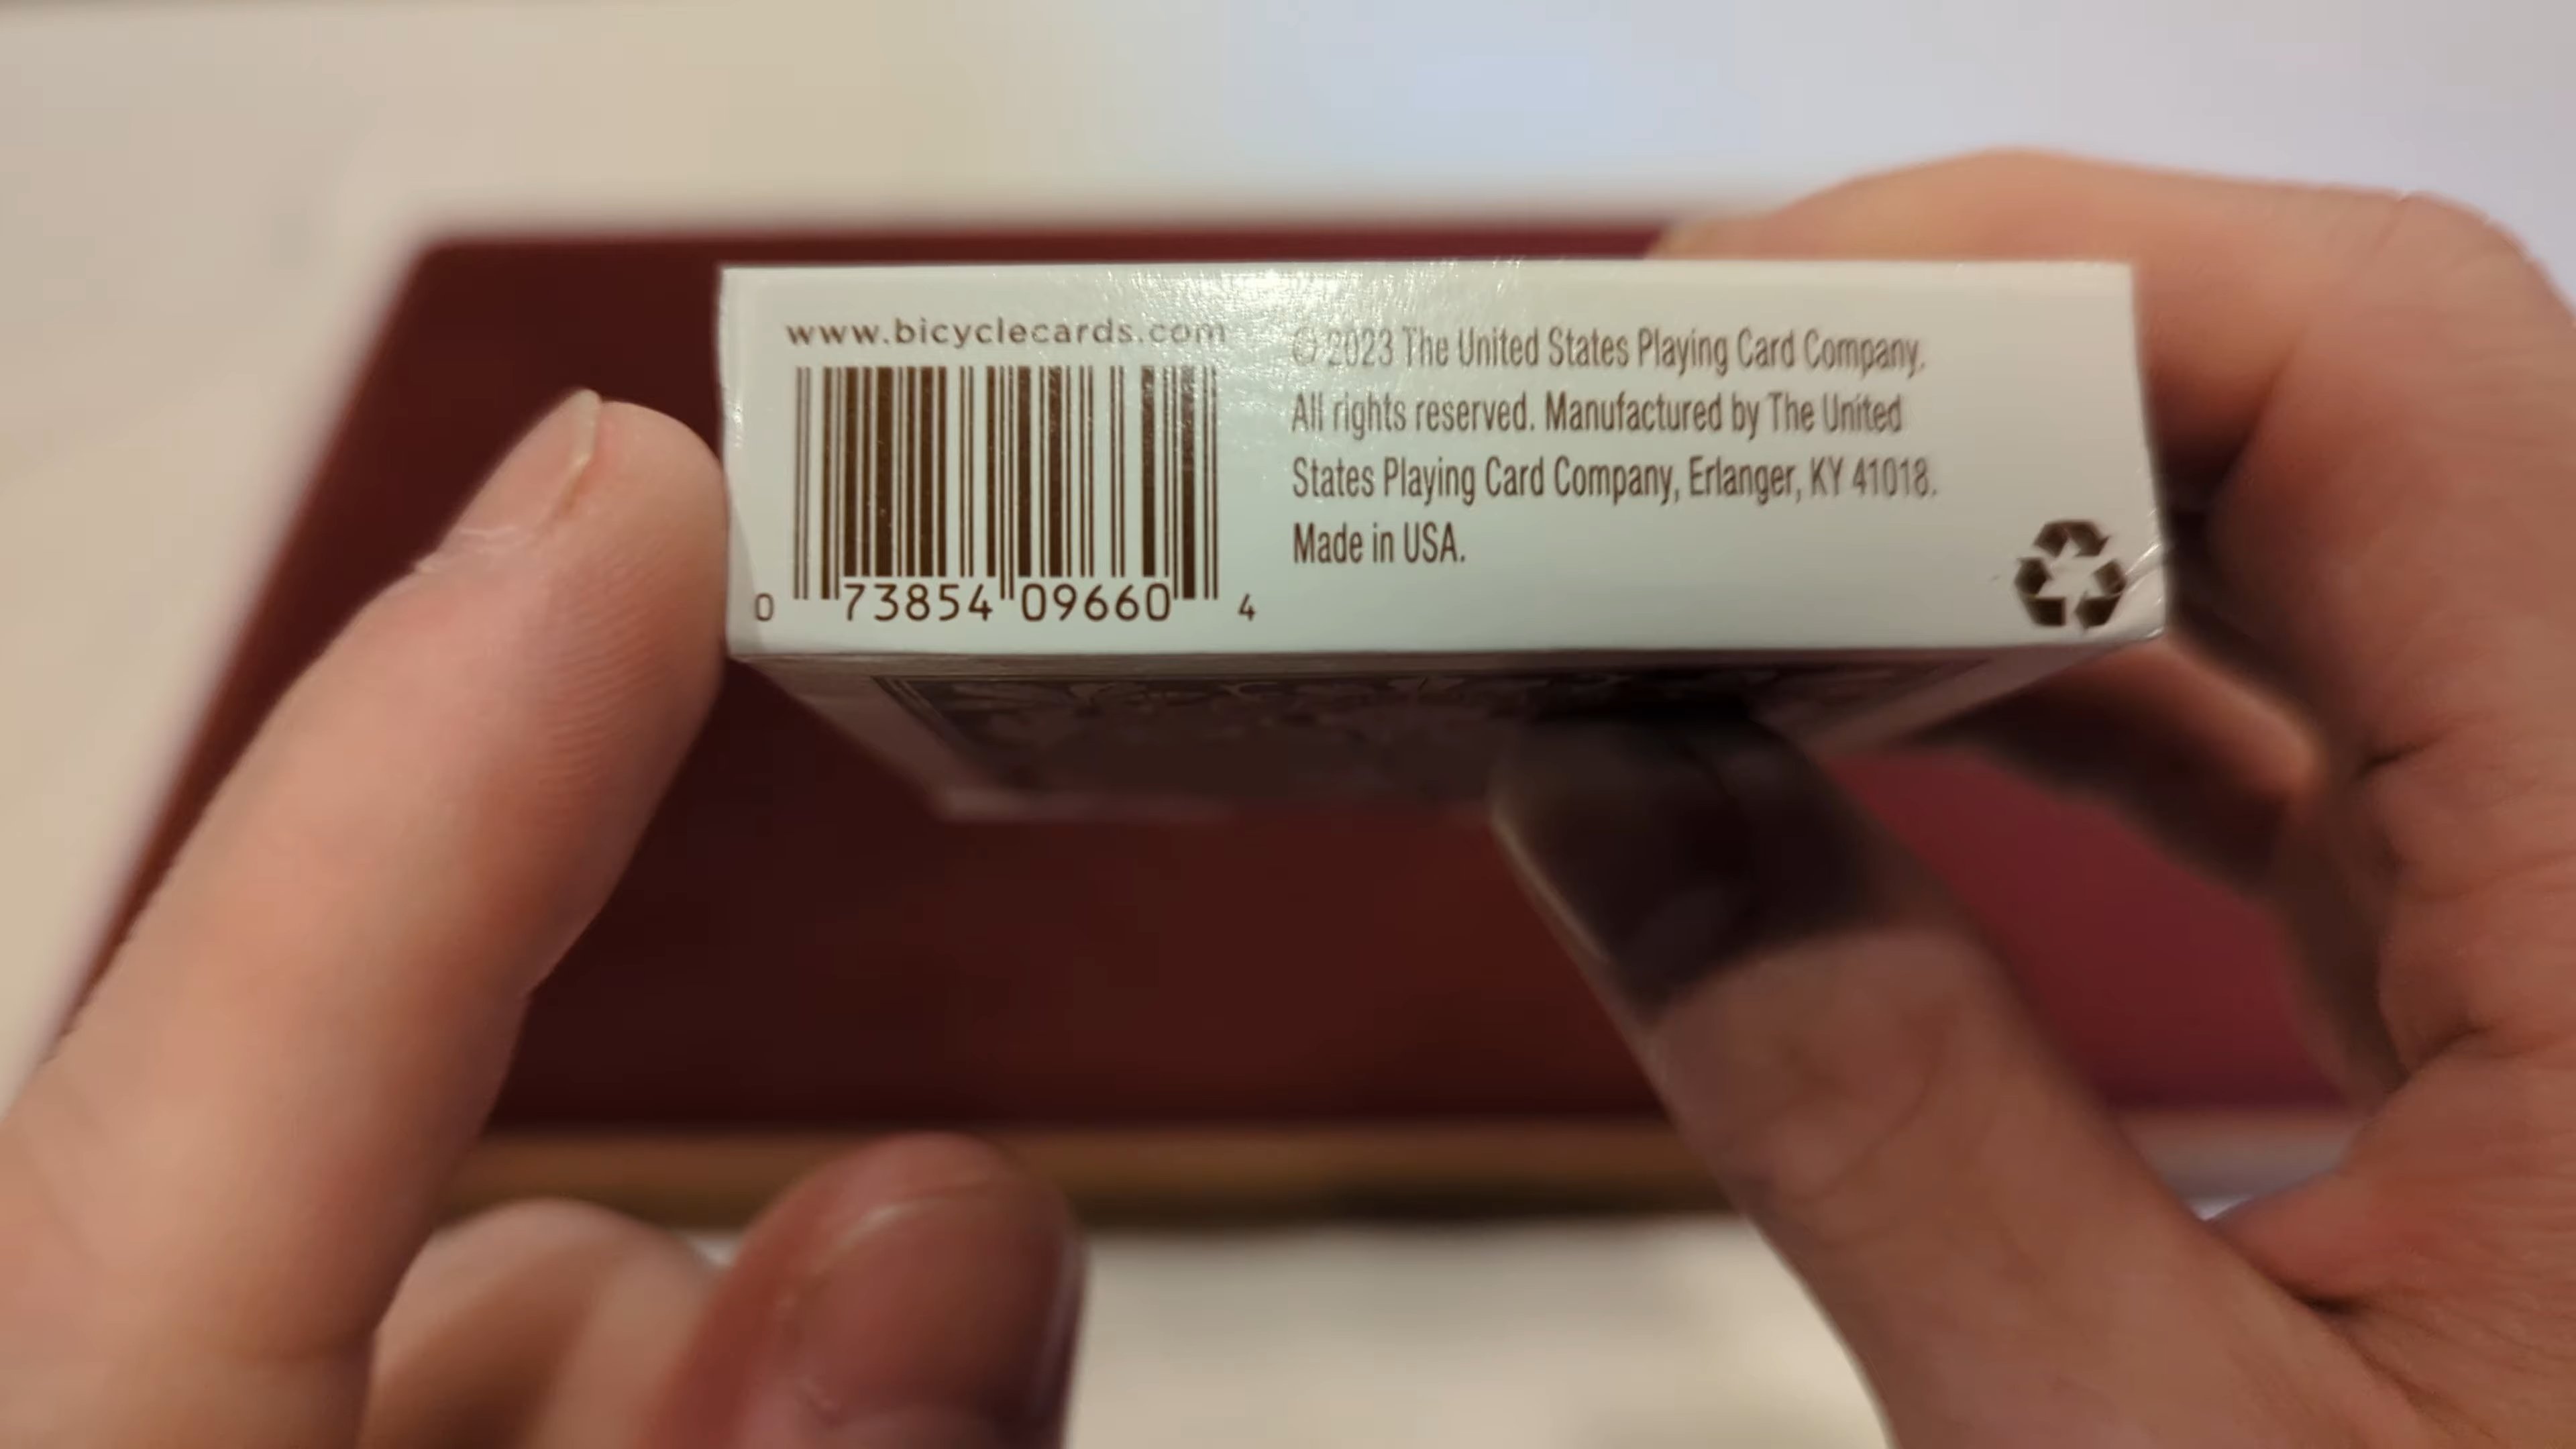 www.bicyclecards.com
0 73854 09660 4
© 2023 The United States Playing Card Company.
All rights reserved. Manufactured by The United
States Playing Card Company, Erlanger, KY 41018.
Made in USA.